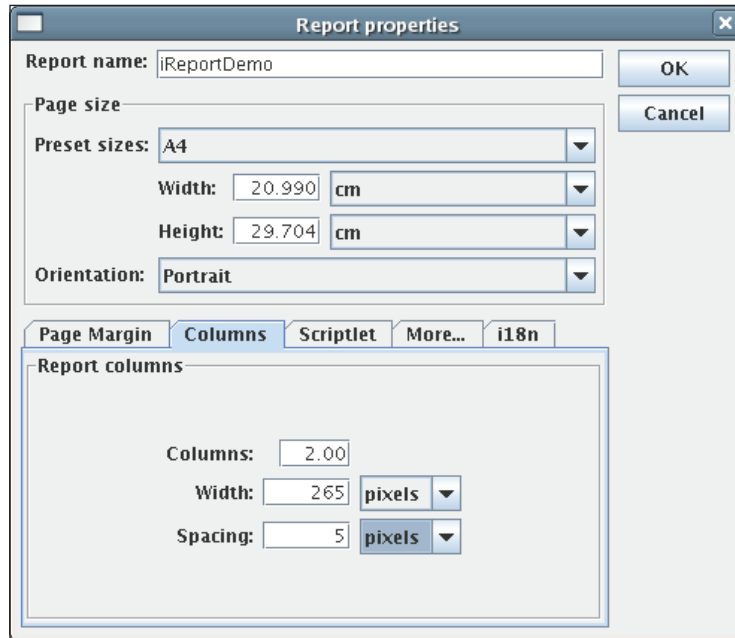 Report properties
Report name: iReportDemo
OK
Cancel
Page size
Preset sizes: A4
Width: 20.990 cm
Height: 29.704 cm
Orientation: Portrait
Page Margin Columns Scriptlet More... i18n
Report columns
Columns: 2.00
Width: 265 pixels
Spacing: 5 pixels